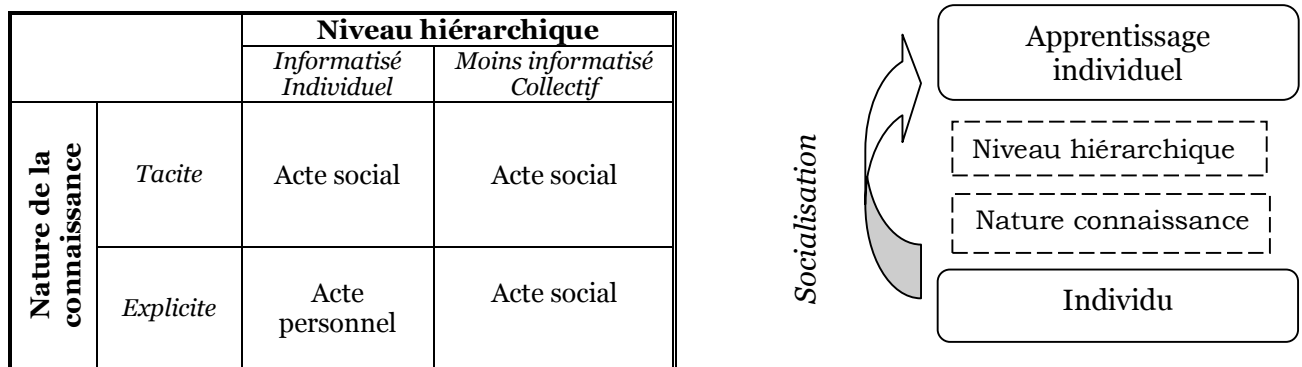 Niveau hiérarchique
Informatisé
Individuel
Moins informatisé
Collectif
Nature de la
connaissance
Tacite
Acte social
Acte social
Explicite
Acte
personnel
Acte social
Socialisation
Apprentissage
individuel
Niveau hiérarchique
Nature connaissance
Individu